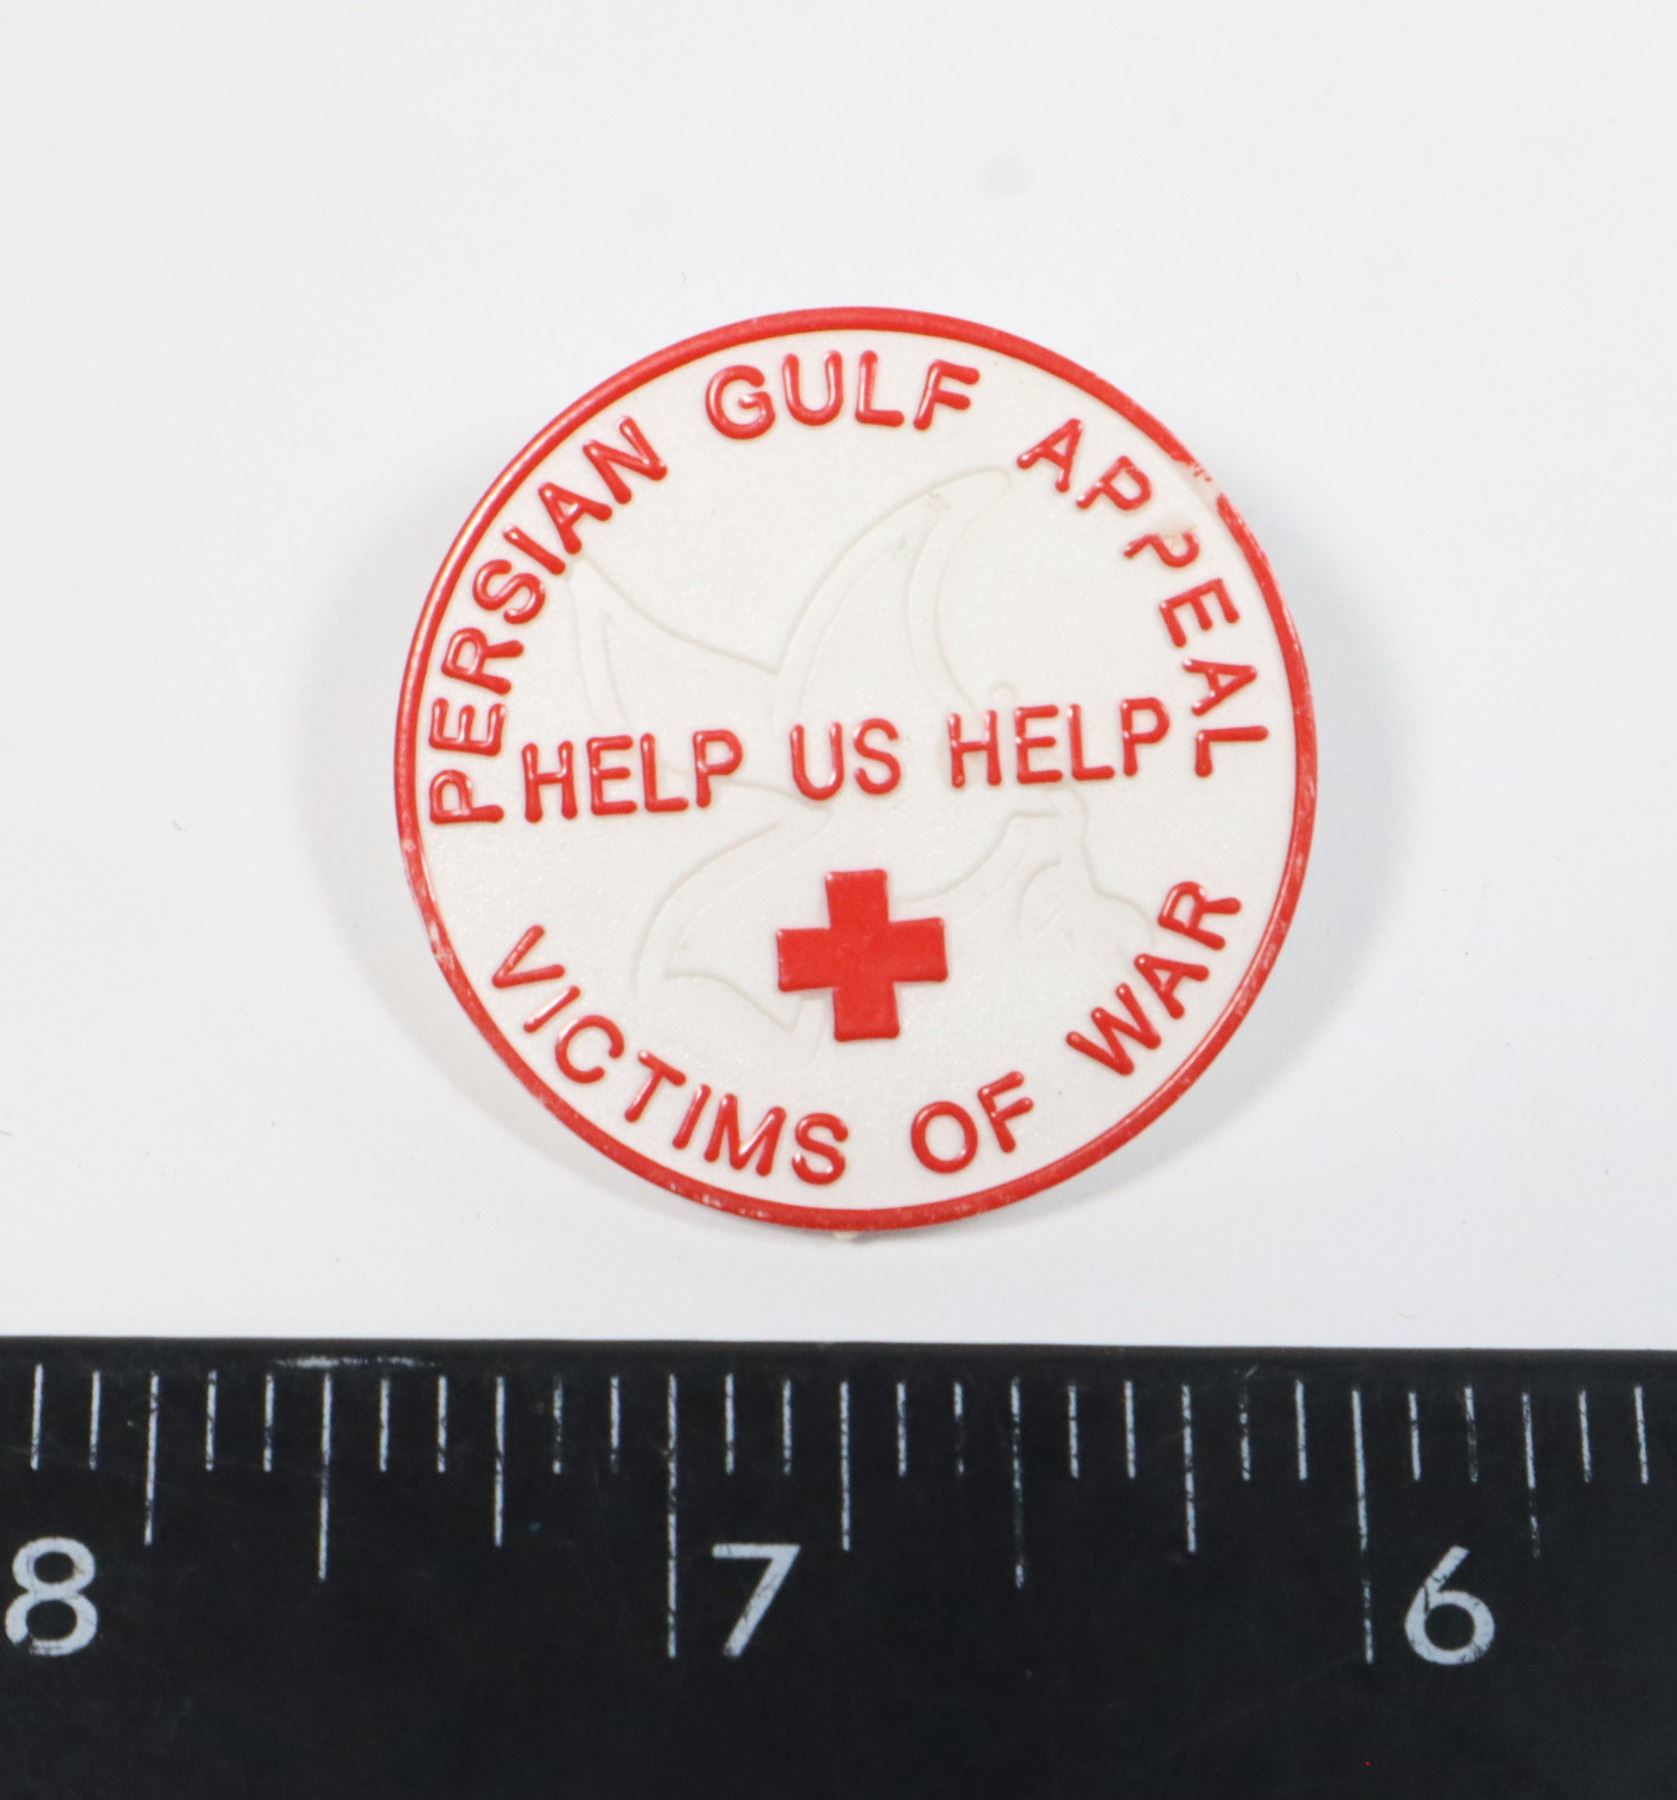 PERSIAN GULF APPEAL
HELP US HELP
VICTIMS OF WAR
8 7 6